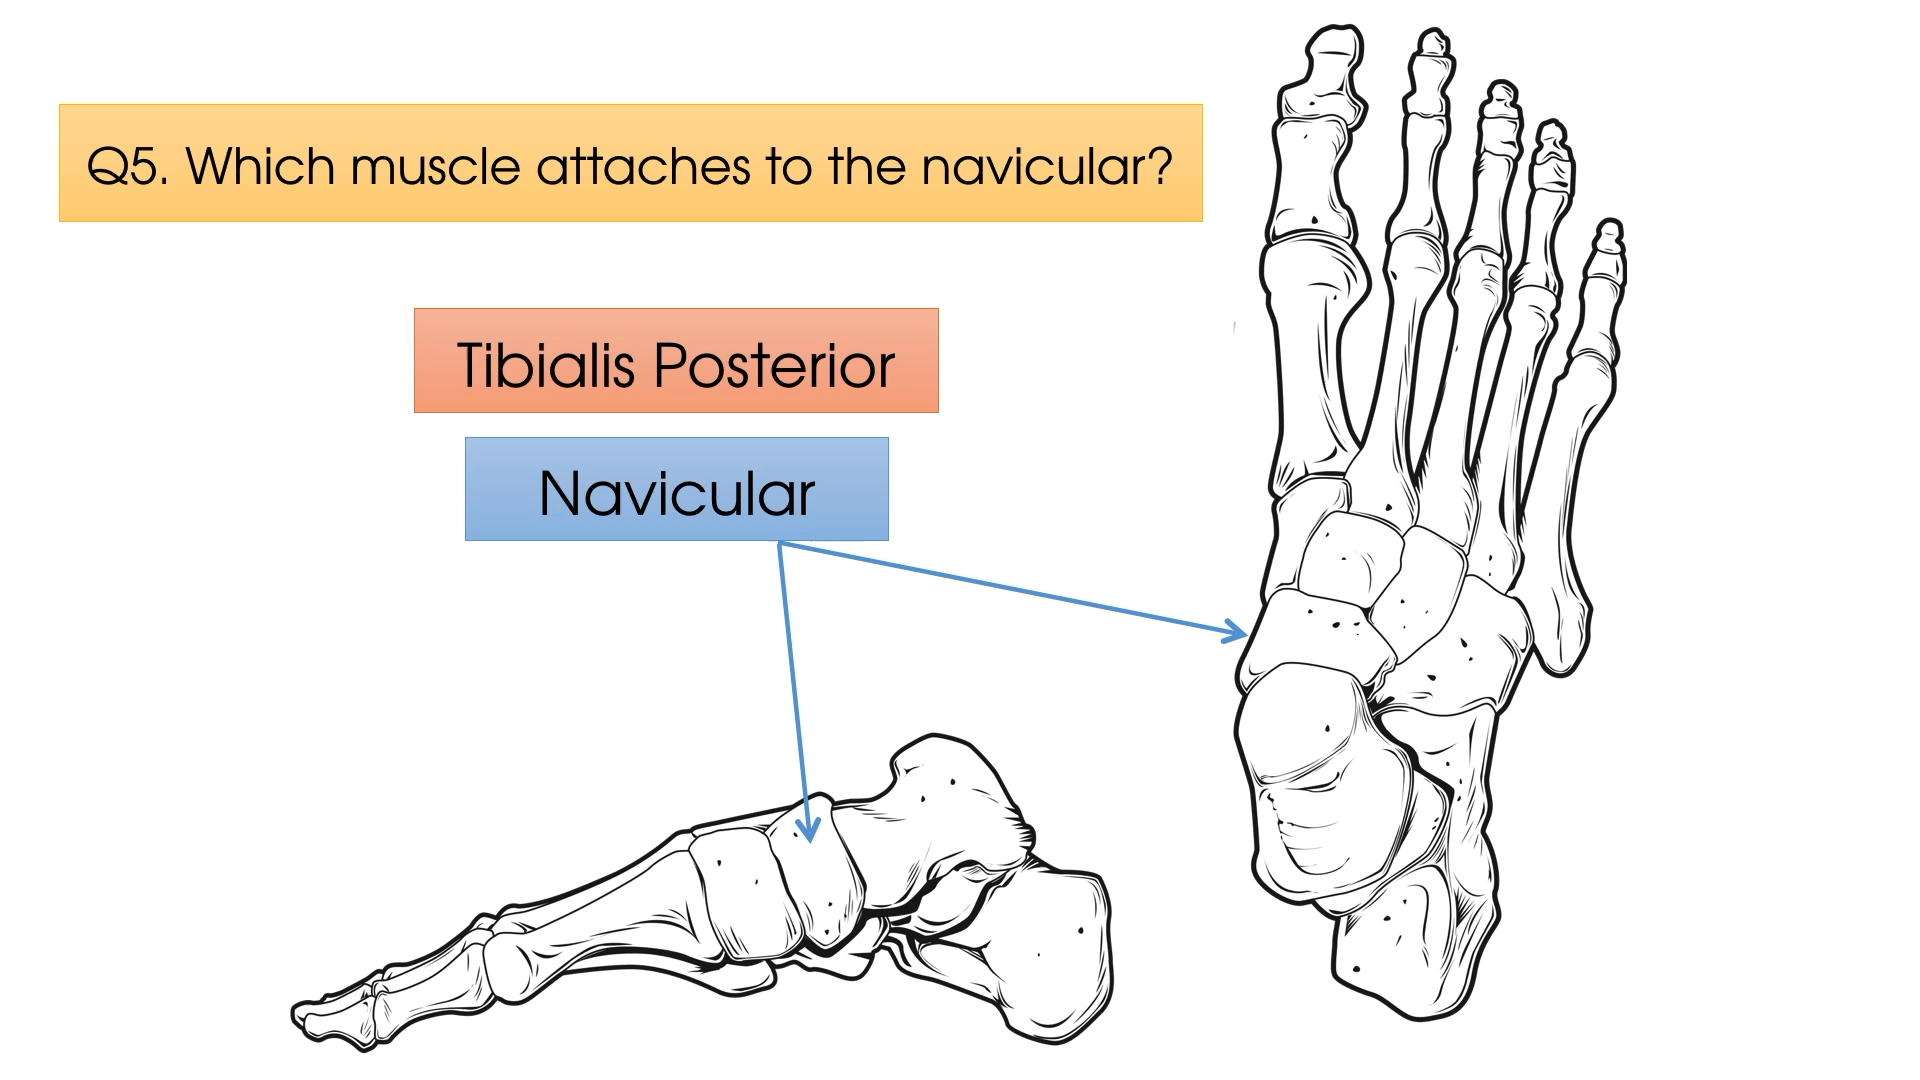 Q5. Which muscle attaches to the navicular?
Tibialis Posterior
Navicular